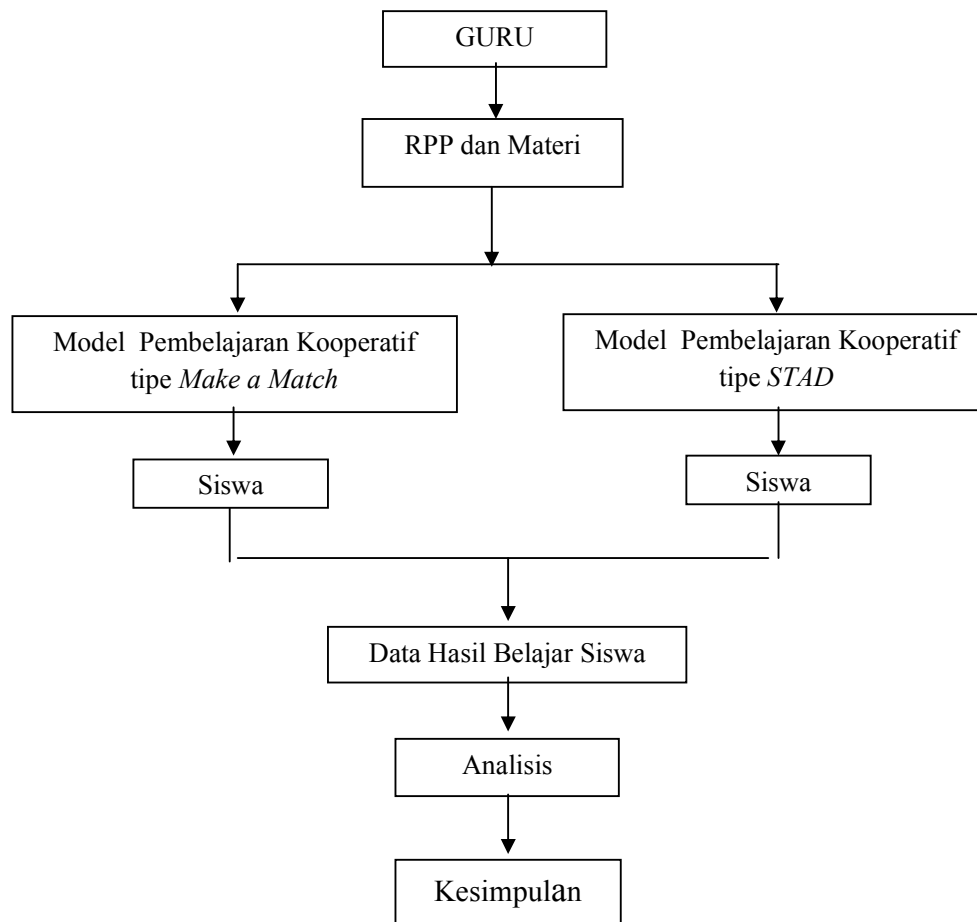 GURU
RPP dan Materi
Model Pembelajaran Kooperatif
tipe Make a Match
Model Pembelajaran Kooperatif
tipe STAD
Siswa
Siswa
Data Hasil Belajar Siswa
Analisis
Kesimpulan